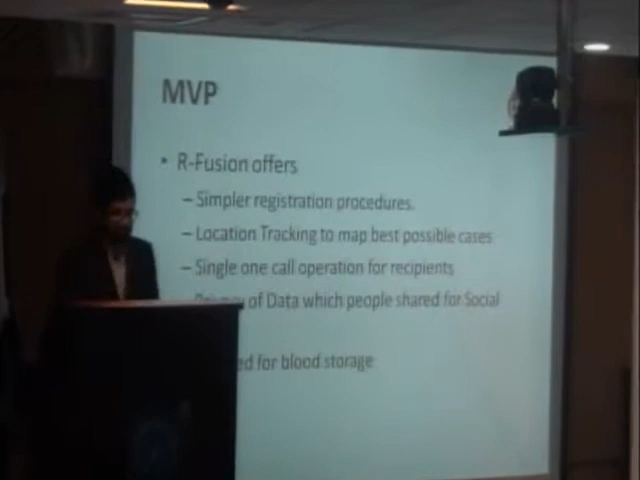 MVP
• R-Fusion offers
– Simpler registration procedures.
– Location Tracking to map best possible cases
– Single one call operation for recipients
of Data which people shared for Social
for blood storage